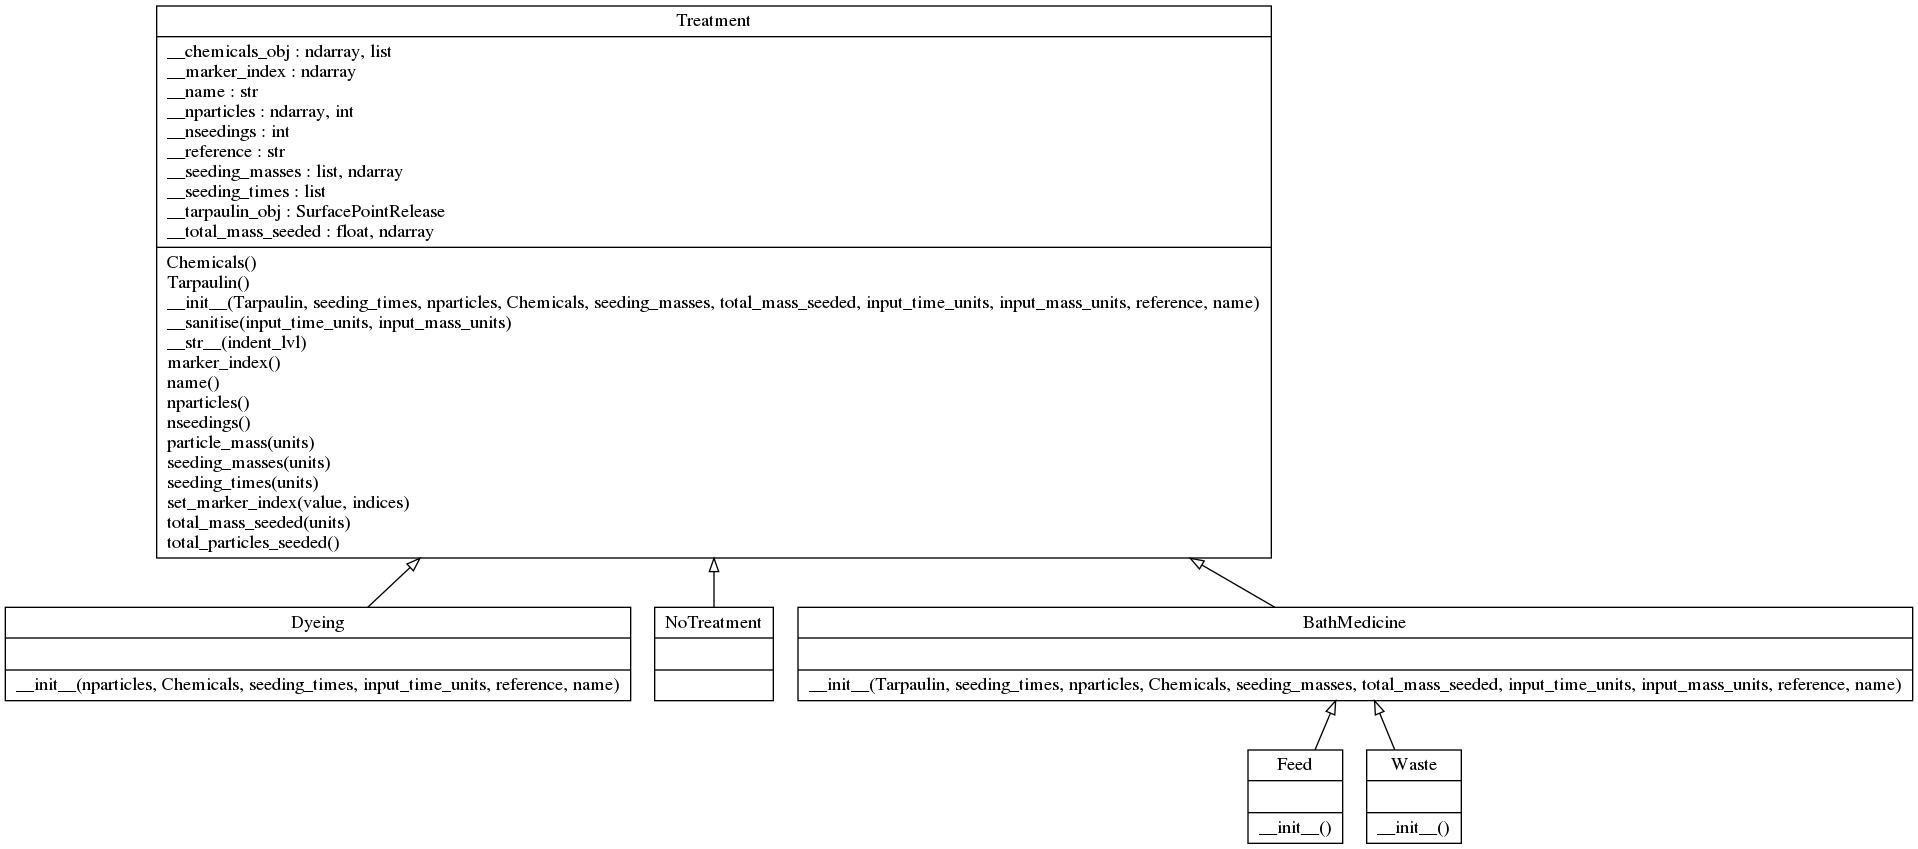 Treatment
__chemicals_obj : ndarray, list
__marker_index : ndarray
__name : str
__nparticles : ndarray, int
__nseedings : int
__reference : str
__seeding_masses : list, ndarray
__seeding_times : list
__tarpaulin_obj : SurfacePointRelease
__total_mass_seeded : float, ndarray
Chemicals()
Tarpaulin()
__init__(Tarpaulin, seeding_times, nparticles, Chemicals, seeding_masses, total_mass_seeded, input_time_units, input_mass_units, reference, name)
__sanitise(input_time_units, input_mass_units)
__str__(indent_lvl)
marker_index()
name()
nparticles()
nseedings()
particle_mass(units)
seeding_masses(units)
seeding_times(units)
set_marker_index(value, indices)
total_mass_seeded(units)
total_particles_seeded()
Dyeing
__init__(nparticles, Chemicals, seeding_times, input_time_units, reference, name)
NoTreatment
BathMedicine
__init__(Tarpaulin, seeding_times, nparticles, Chemicals, seeding_masses, total_mass_seeded, input_time_units, input_mass_units, reference, name)
Feed
__init__()
Waste
__init__()